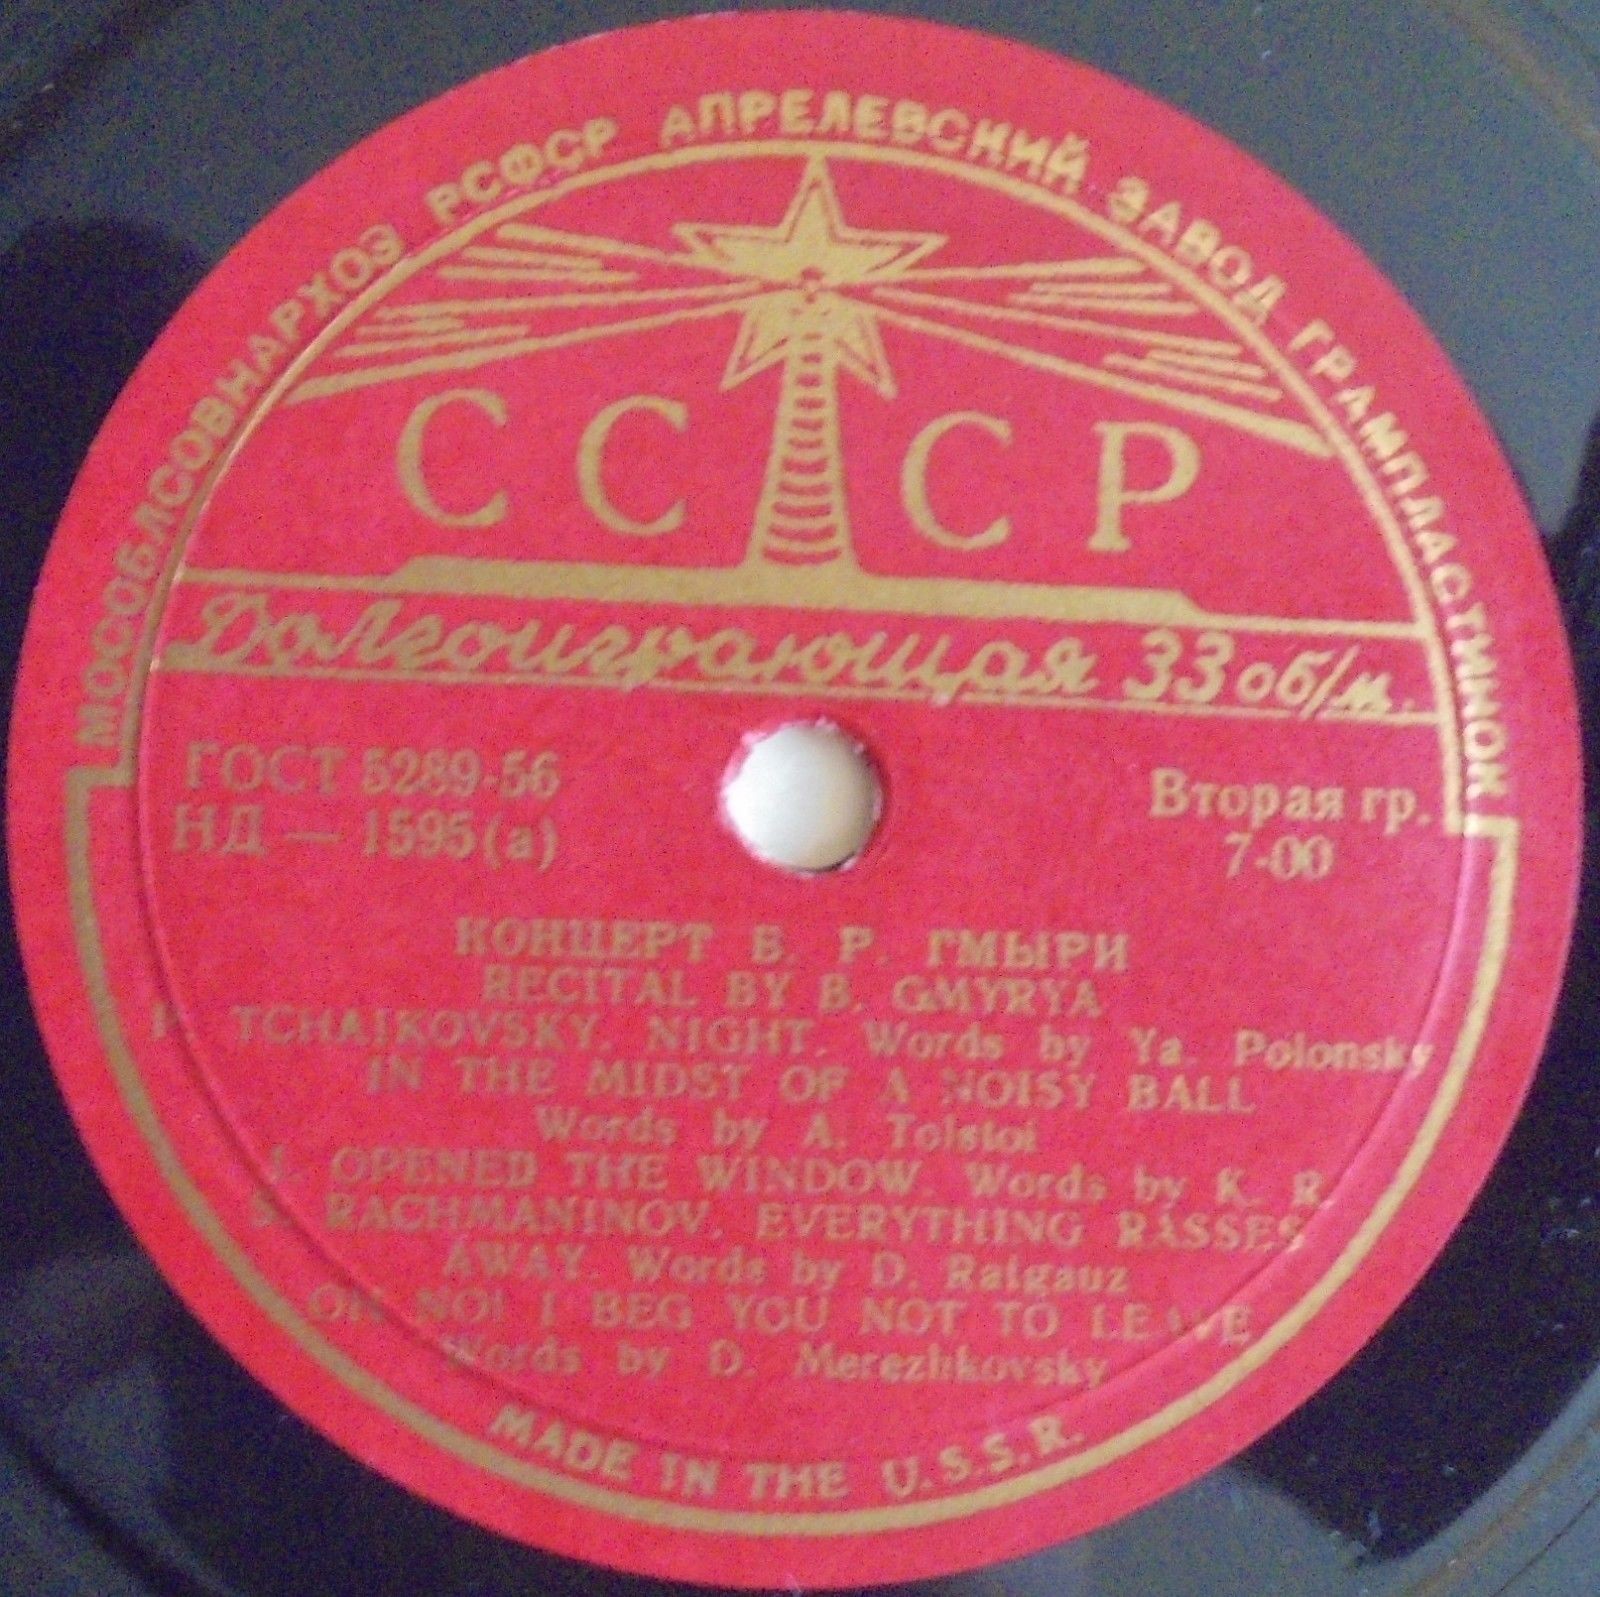 МОСОБЛСОВНАРХОЗ РСФСР АПРЕЛЕВСКИЙ ЗАВОД ГРАМПЛАСТИНОК
СССР
Долгоиграющая 33 об/м.
ГОСТ 5289-56
НД — 1595 (а)
Вторая гр.
7-00
КОНЦЕРТ Б. Р. ГМЫРИ
RECITAL BY B. GMYRYA
P. TCHAIKOVSKY. NIGHT. Words by Ya. Polonsky
IN THE MIDST OF A NOISY BALL
Words by A. Tolstoi
I OPENED THE WINDOW. Words by K. R.
S. RACHMANINOV. EVERYTHING RASSES
AWAY. Words by D. Ratgauz
OH NO! I BEG YOU NOT TO LEAVE
Words by D. Merezhkovsky
MADE IN THE U.S.S.R.